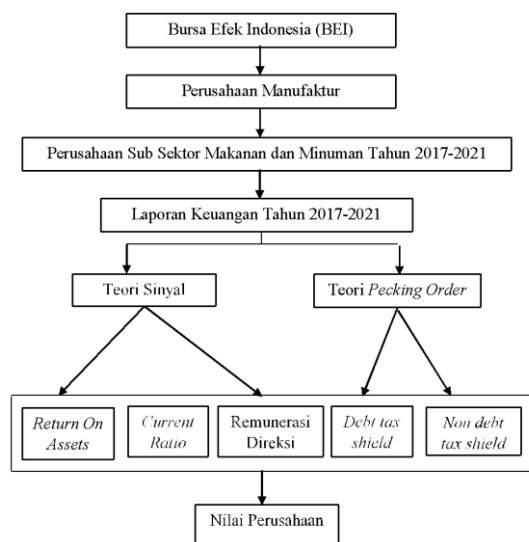 Bursa Efek Indonesia (BEI)
Perusahaan Manufaktur
Perusahaan Sub Sektor Makanan dan Minuman Tahun 2017-2021
Laporan Keuangan Tahun 2017-2021
Teori Sinyal
Teori Pecking Order
Return On
Assets
Current
Ratio
Remunerasi
Direksi
Debt tax
shield
Non debt
tax shield
Nilai Perusahaan